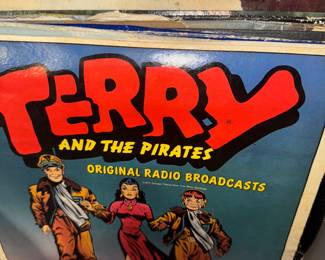 TERRY
AND THE PIRATES
ORIGINAL RADIO BROADCASTS